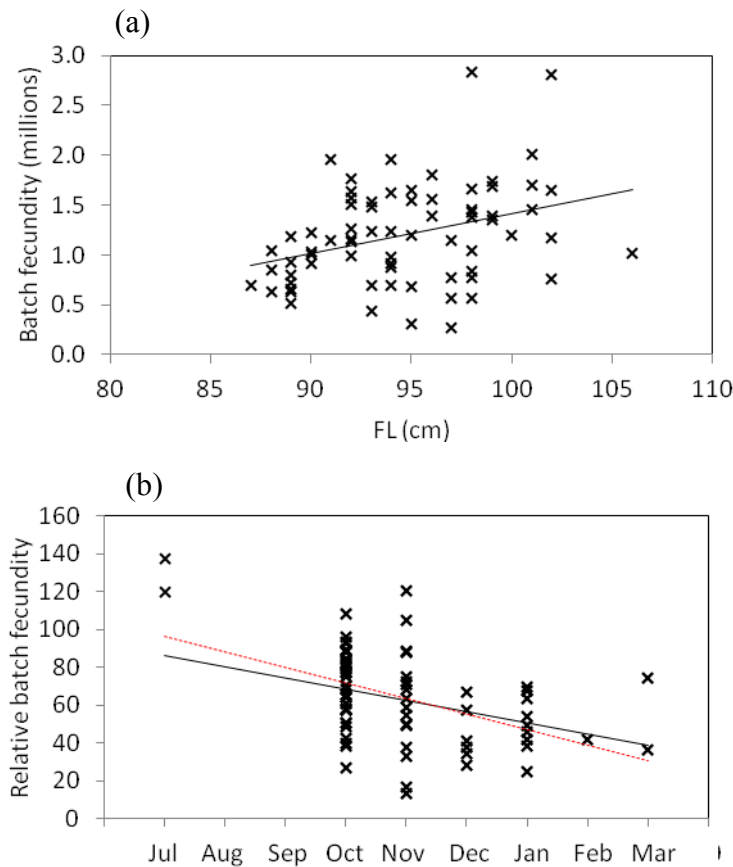 (a)
Batch fecundity (millions)
3.0
2.5
2.0
1.5
1.0
0.5
0.0
80 85 90 95 100 105 110
FL (cm)
(b)
Relative batch fecundity
160
140
120
100
80
60
40
20
0
Jul Aug Sep Oct Nov Dec Jan Feb Mar